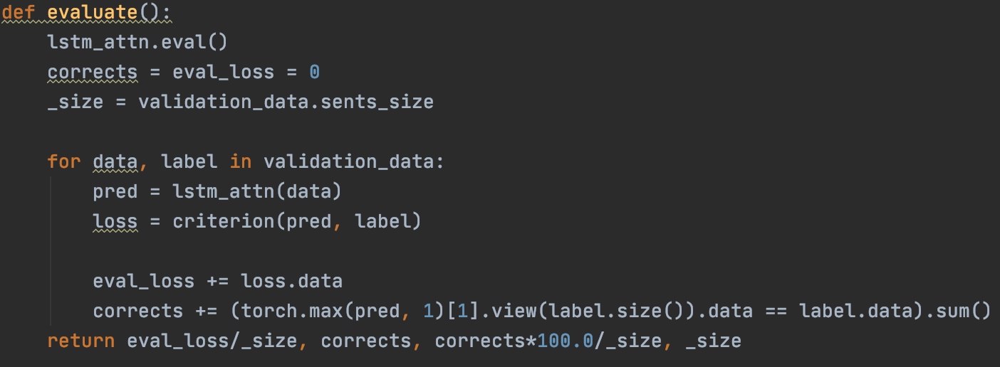 def evaluate():
    lstm_attn.eval()
    corrects = eval_loss = 0
    _size = validation_data.sents_size

    for data, label in validation_data:
        pred = lstm_attn(data)
        loss = criterion(pred, label)

        eval_loss += loss.data
        corrects += (torch.max(pred, 1)[1].view(label.size()).data == label.data).sum()
    return eval_loss/_size, corrects, corrects*100.0/_size, _size